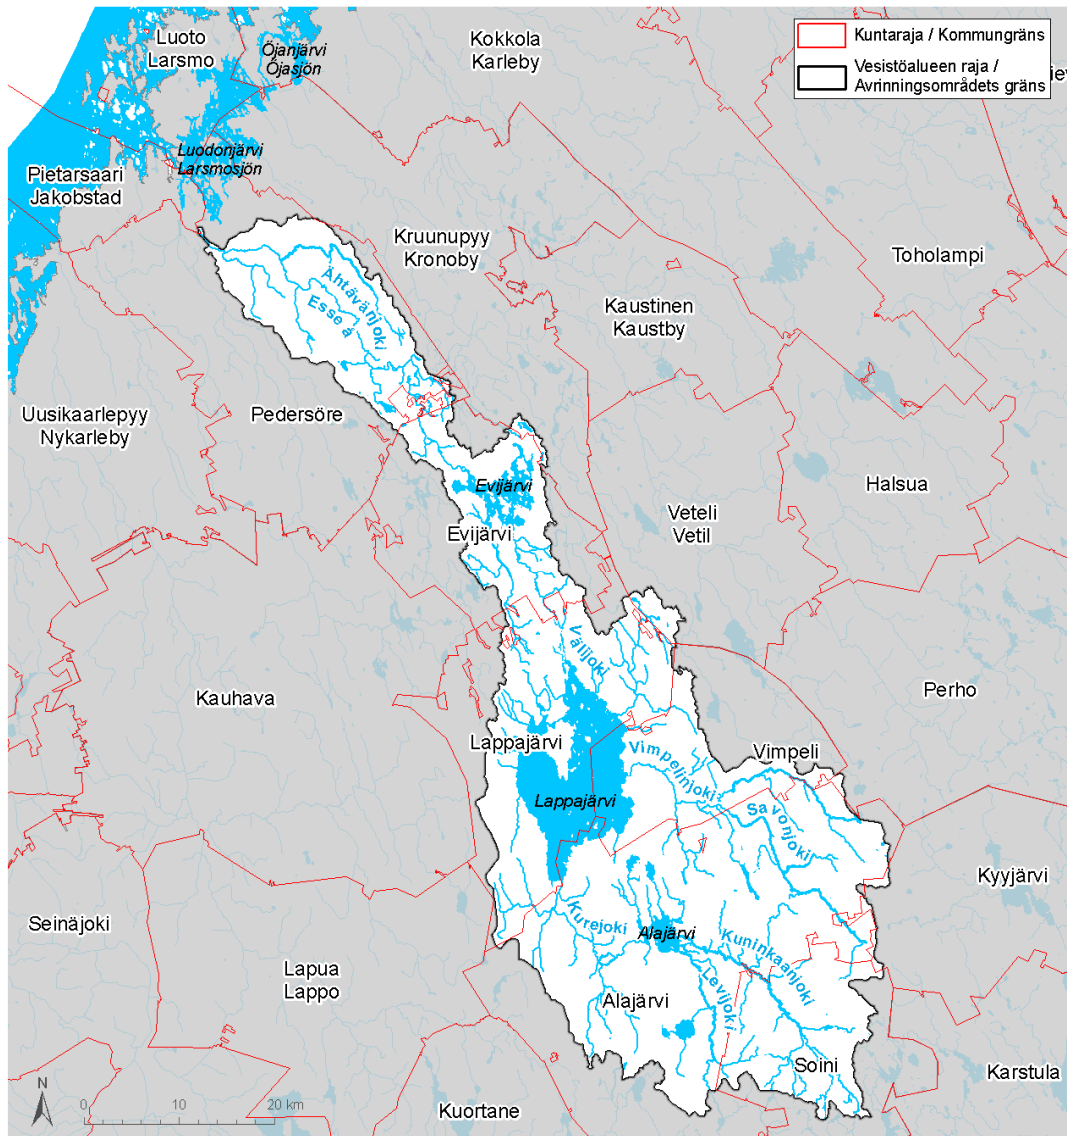 Luoto
Larsmo
Öjanjärvi
Öjasjön
Kokkola
Karleby
Kuntaraja / Kommungräns
Vesistöalueen raja /
Avrinningsområdets gräns
Luodonjärvi
Larsmosjön
Pietarsaari
Jakobstad
Kruunupyy
Kronoby
Toholampi
Ähtävänjoki
Esse å
Kaustinen
Kaustby
Uusikaarlepyy
Nykarleby
Pedersöre
Evijärvi
Halsua
Veteli
Vetil
Evijärvi
Välijoki
Kauhava
Perho
Lappajärvi
Vimpelinjoki
Vimpeli
Lappajärvi
Savonjoki
Kyyjärvi
Seinäjoki
Kurejoki
Alajärvi
Kuninkaanjoki
Lapua
Lappo
Levijoki
Alajärvi
Soini
Karstula
N
0 10 20 km
Kuortane